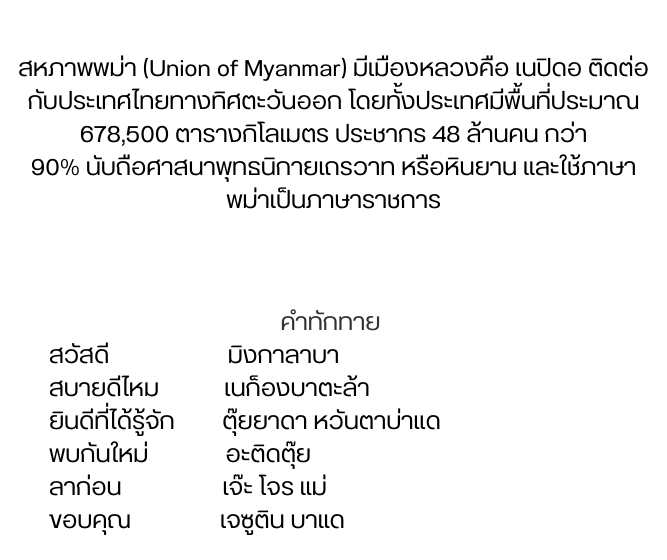 สหภาพพม่า (Union of Myanmar) มีเมืองหลวงคือ เนปิดอ ติดต่อ
กับประเทศไทยทางทิศตะวันออก โดยทั้งประเทศมีพื้นที่ประมาณ
678,500 ตารางกิโลเมตร ประชากร 48 ล้านคน กว่า
90% นับถือศาสนาพุทธนิกายเถรวาท หรือหินยาน และใช้ภาษา
พม่าเป็นภาษาราชการ
คำทักทาย
สวัสดี มิงกาลาบา
สบายดีไหม เนก็องบาตะล้า
ยินดีที่ได้รู้จัก ตุ๊ยยาดา หวันตาบ่าแด
พบกันใหม่ อะติดตุ๊ย
ลาก่อน เจ๊ะ โจร แม่
ขอบคุณ เจซูติน บาแด